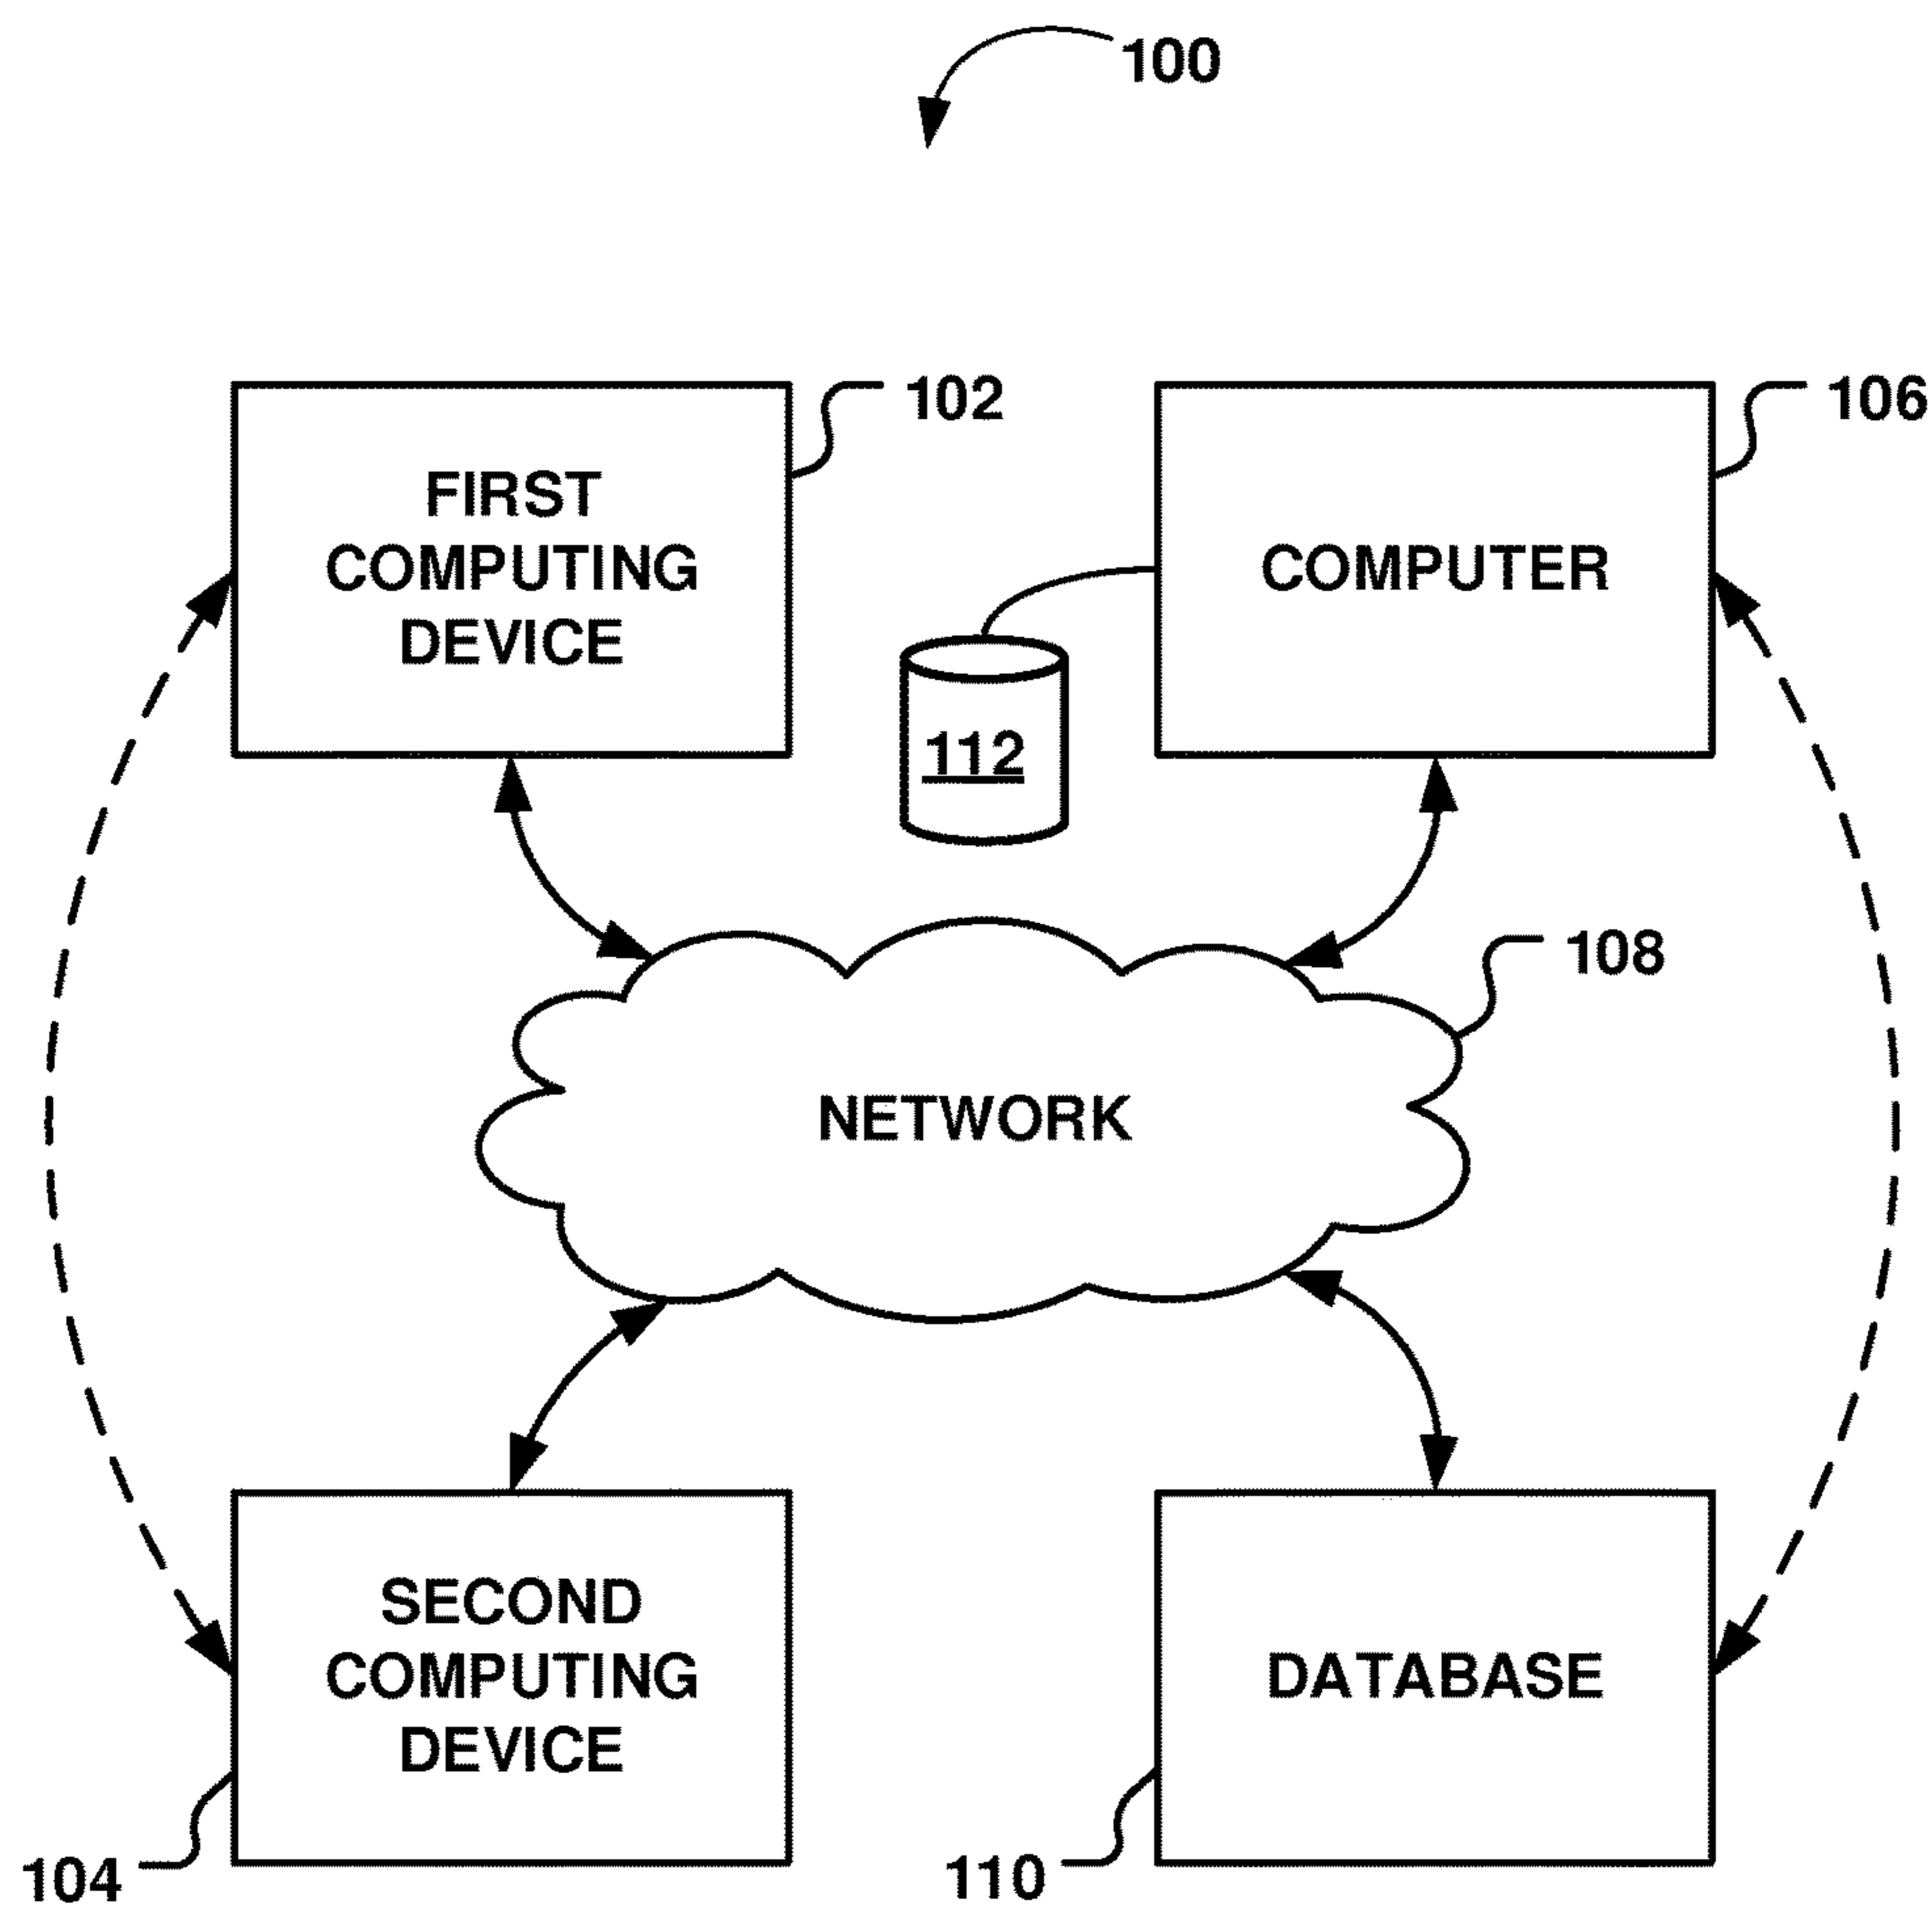 100
102
106
FIRST
COMPUTING
DEVICE
COMPUTER
112
108
NETWORK
SECOND
COMPUTING
DEVICE
DATABASE
104
110